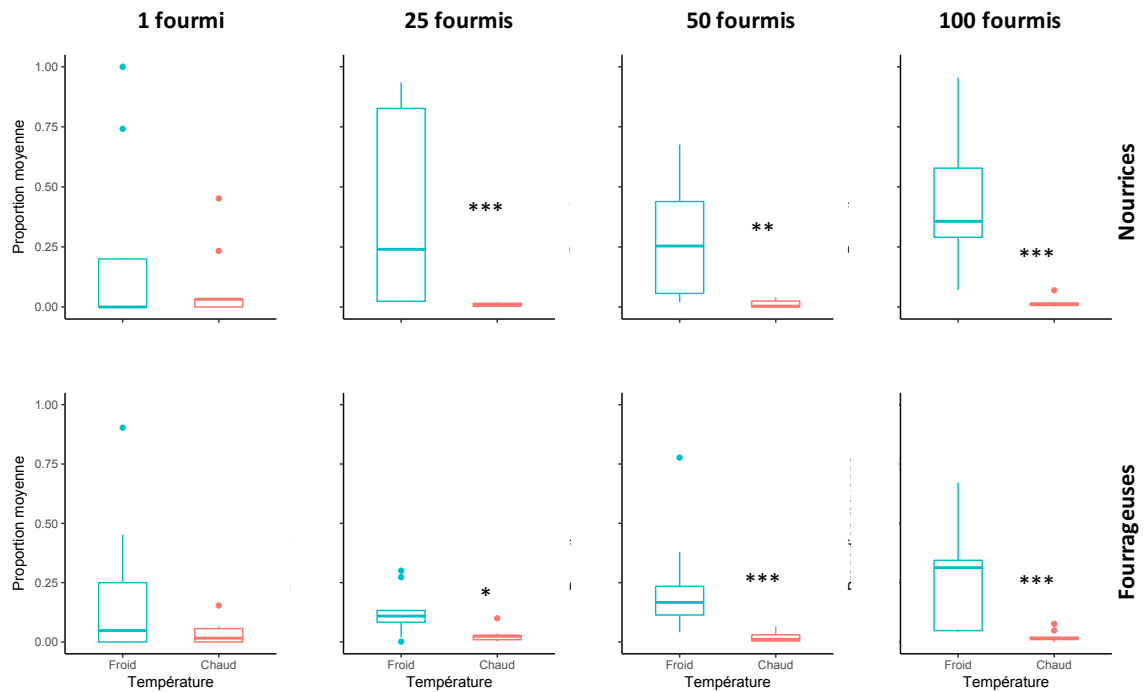 1 fourmi 25 fourmis 50 fourmis 100 fourmis
1.00
0.75
0.50
0.25
0.00
Proportion moyenne
*** ** ***
Nourrices
1.00
0.75
0.50
0.25
0.00
Proportion moyenne
* *** ***
Fourrageuses
Froid Chaud Froid Chaud Froid Chaud Froid Chaud
Température Température Température Température